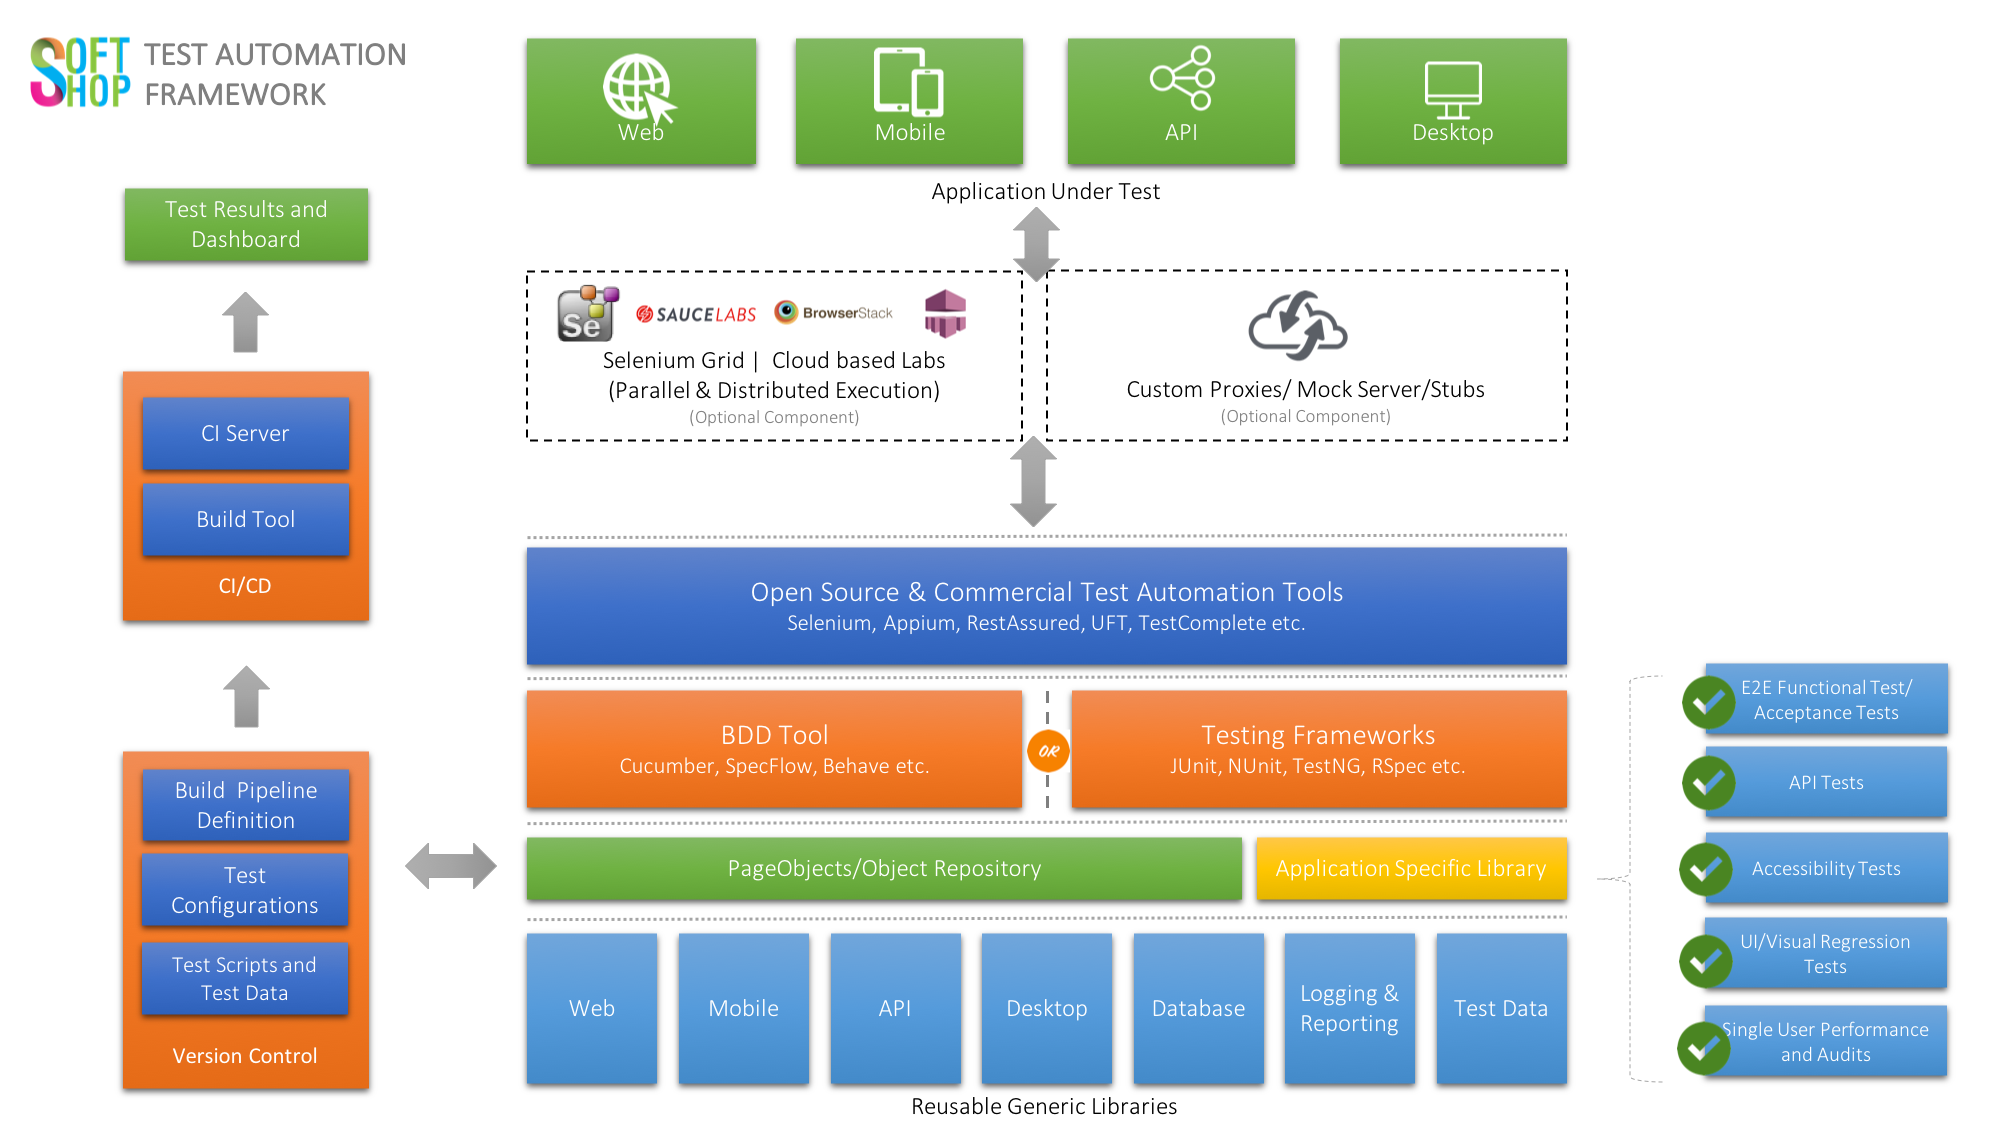 SOFT
SHOP
TEST AUTOMATION
FRAMEWORK
Web
Mobile
API
Desktop
Application Under Test
Test Results and
Dashboard
Se
SAUCELABS
BrowserStack
Selenium Grid | Cloud based Labs
(Parallel & Distributed Execution)
(Optional Component)
Custom Proxies/ Mock Server/Stubs
(Optional Component)
CI Server
Build Tool
CI/CD
Open Source & Commercial Test Automation Tools
Selenium, Appium, RestAssured, UFT, TestComplete etc.
BDD Tool
Cucumber, SpecFlow, Behave etc.
OR
Testing Frameworks
JUnit, NUnit, TestNG, RSpec etc.
Build Pipeline
Definition
Test
Configurations
Test Scripts and
Test Data
Version Control
PageObjects/Object Repository
Application Specific Library
Web
Mobile
API
Desktop
Database
Logging &
Reporting
Test Data
Reusable Generic Libraries
E2E Functional Test/
Acceptance Tests
API Tests
Accessibility Tests
UI/Visual Regression
Tests
Single User Performance
and Audits